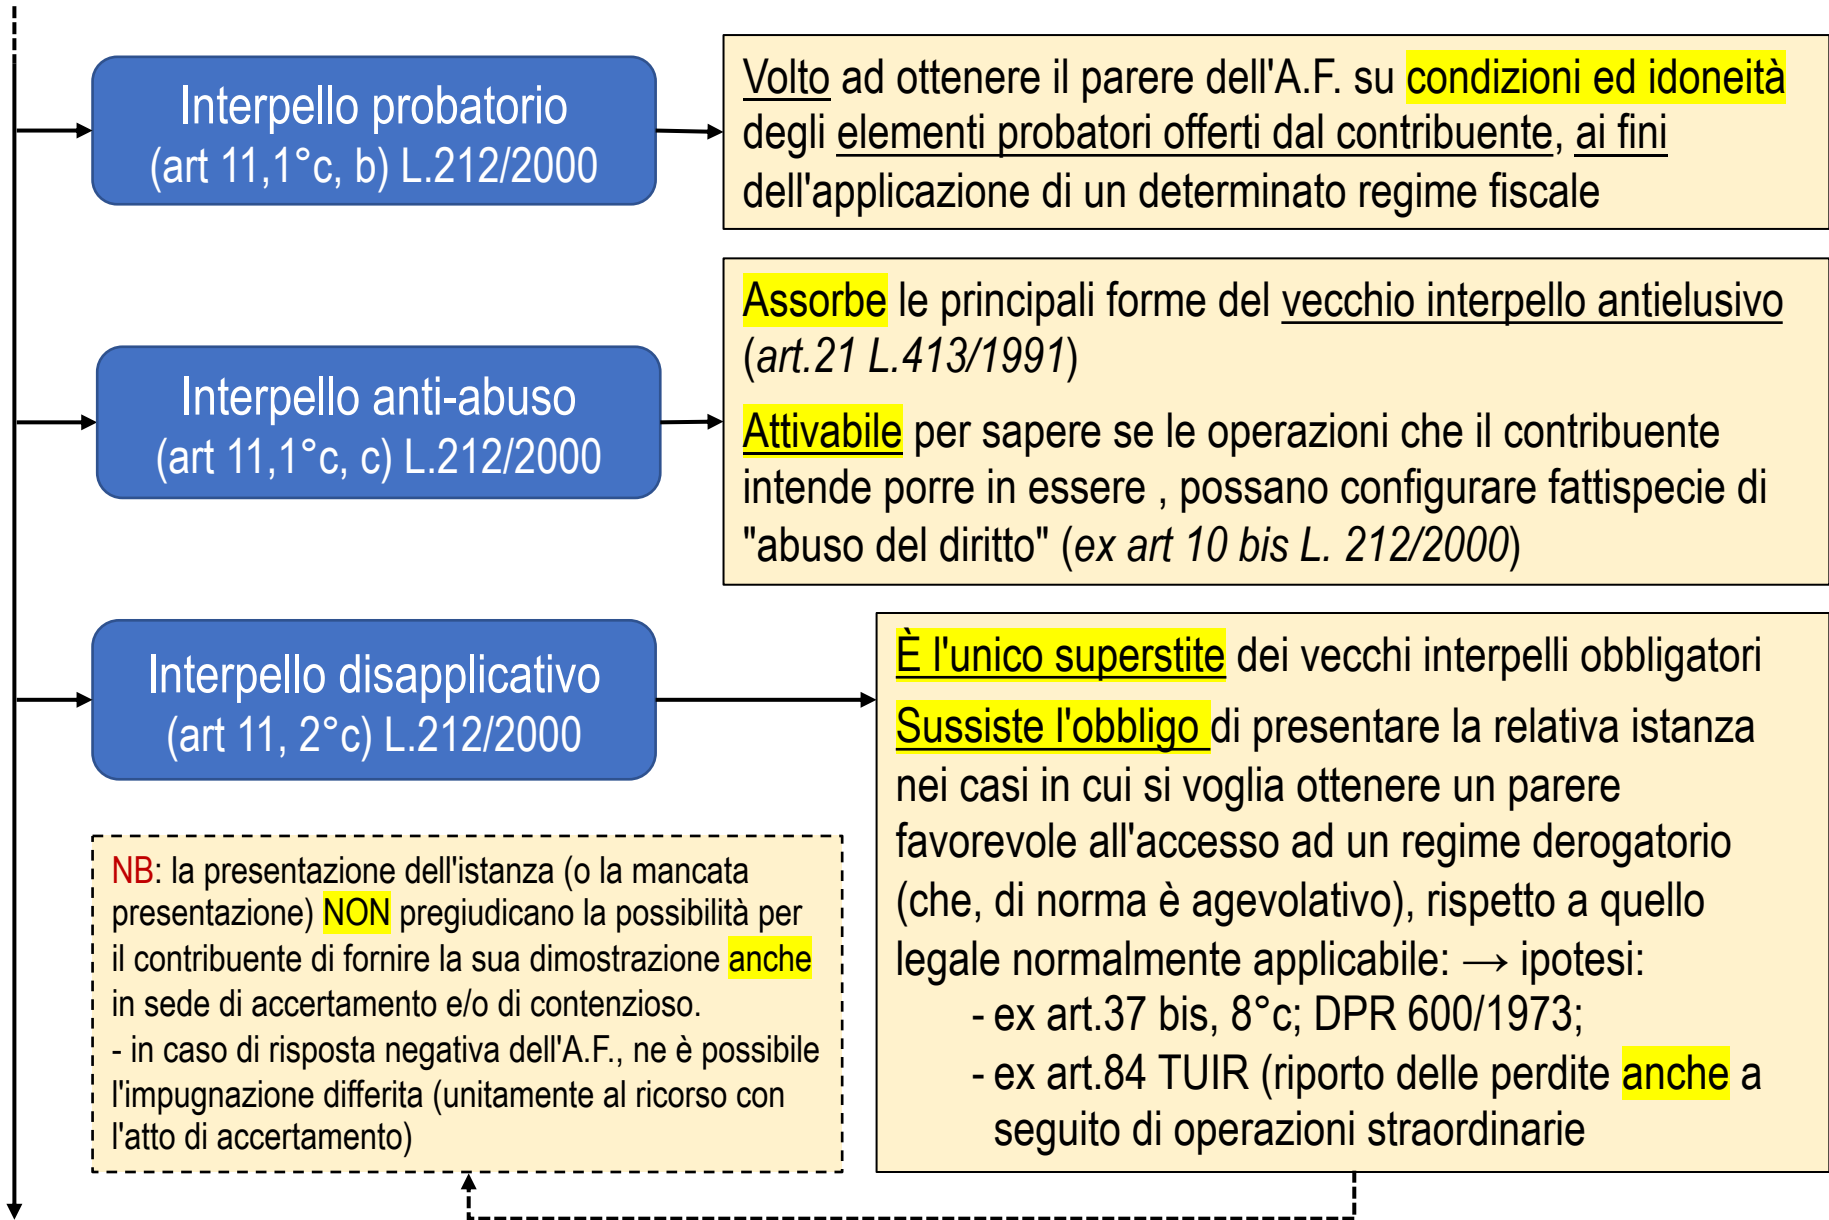 Interpello probatorio
(art 11,1°c, b) L.212/2000
Volto ad ottenere il parere dell'A.F. su condizioni ed idoneità
degli elementi probatori offerti dal contribuente, ai fini
dell'applicazione di un determinato regime fiscale
Interpello anti-abuso
(art 11,1°c, c) L.212/2000
Assorbe le principali forme del vecchio interpello antielusivo
(art.21 L.413/1991)
Attivabile per sapere se le operazioni che il contribuente
intende porre in essere , possano configurare fattispecie di
"abuso del diritto" (ex art 10 bis L. 212/2000)
Interpello disapplicativo
(art 11, 2°c) L.212/2000
È l'unico superstite dei vecchi interpelli obbligatori
Sussiste l'obbligo di presentare la relativa istanza
nei casi in cui si voglia ottenere un parere
favorevole all'accesso ad un regime derogatorio
(che, di norma è agevolativo), rispetto a quello
legale normalmente applicabile: → ipotesi:
- ex art.37 bis, 8°c; DPR 600/1973;
- ex art.84 TUIR (riporto delle perdite anche a
seguito di operazioni straordinarie
NB: la presentazione dell'istanza (o la mancata
presentazione) NON pregiudicano la possibilità per
il contribuente di fornire la sua dimostrazione anche
in sede di accertamento e/o di contenzioso.
- in caso di risposta negativa dell'A.F., ne è possibile
l'impugnazione differita (unitamente al ricorso con
l'atto di accertamento)